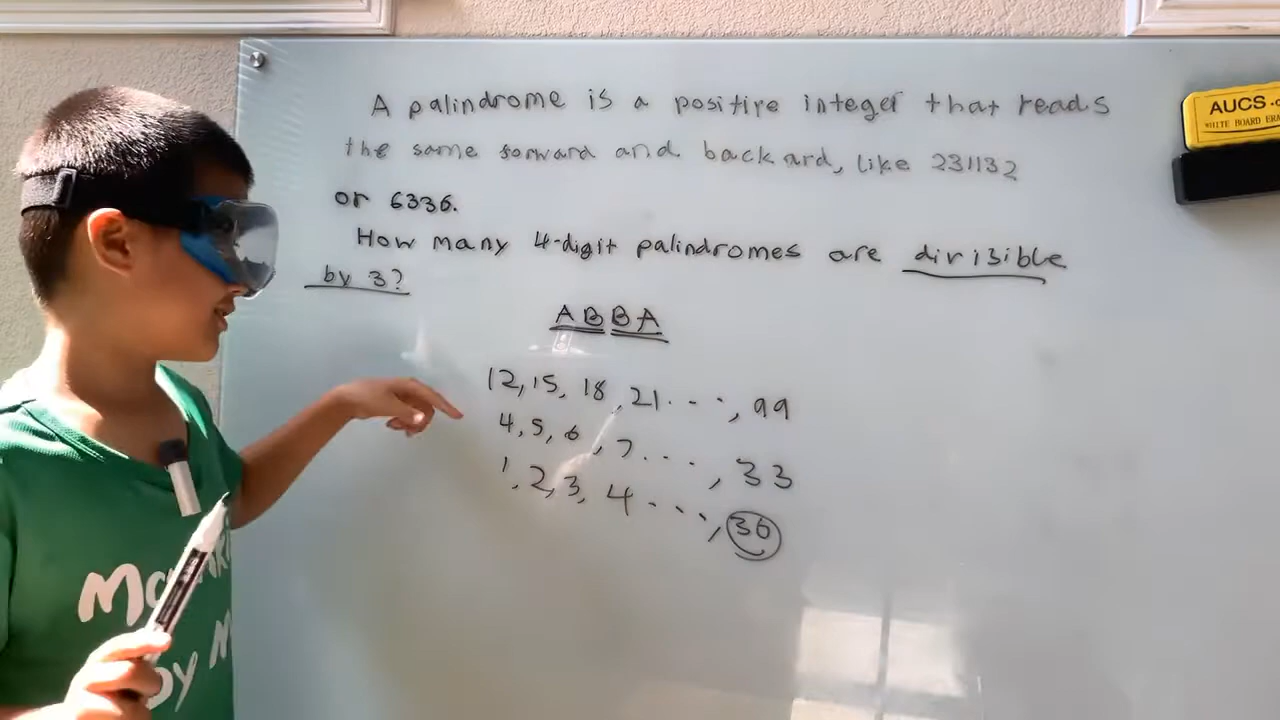 A palindrome is a positive integer that reads
the same forward and backard, like 231132
or 6336.
How many 4-digit palindromes are divisible
by 3?
ABBA
12, 15, 18, 21..., 99
4, 5, 6, 7..., 33
1, 2, 3, 4..., 30
AUCS
WHITE BOARD